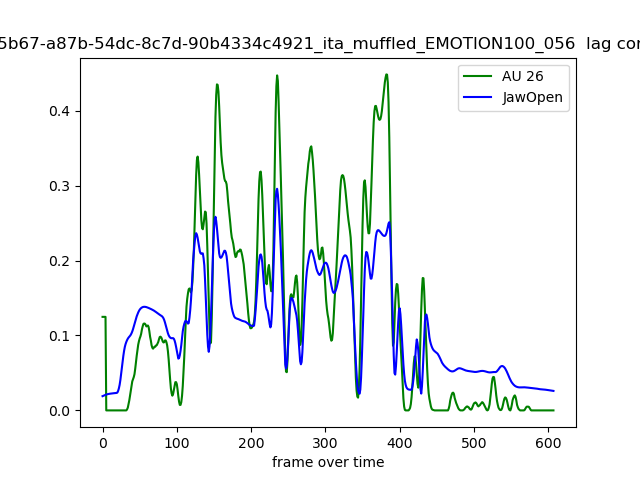 5b67-a87b-54dc-8c7d-90b4334c4921_ita_muffled_EMOTION100_056 lag cor
AU 26
JawOpen
0.4
0.3
0.2
0.1
0.0
0 100 200 300 400 500 600
frame over time